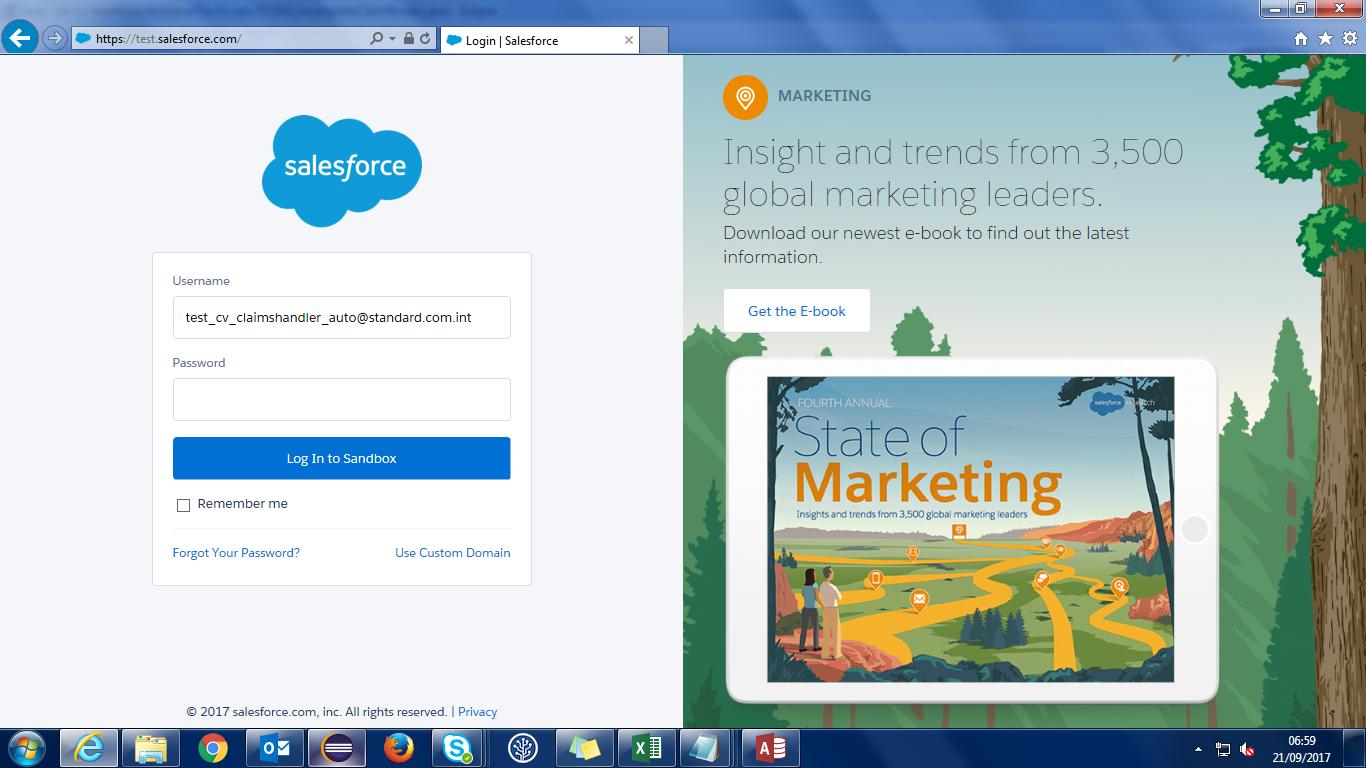 https://test.salesforce.com/
Login | Salesforce
salesforce
Username
test_cv_claimshandler_auto@standard.com.int
Password
Log In to Sandbox
Remember me
Forgot Your Password?
Use Custom Domain
© 2017 salesforce.com, inc. All rights reserved. | Privacy
MARKETING
Insight and trends from 3,500
global marketing leaders.
Download our newest e-book to find out the latest
information.
Get the E-book
FOURTH ANNUAL
salesforce research
State of
Marketing
Insights and trends from 3,500 global marketing leaders
06:59
21/09/2017